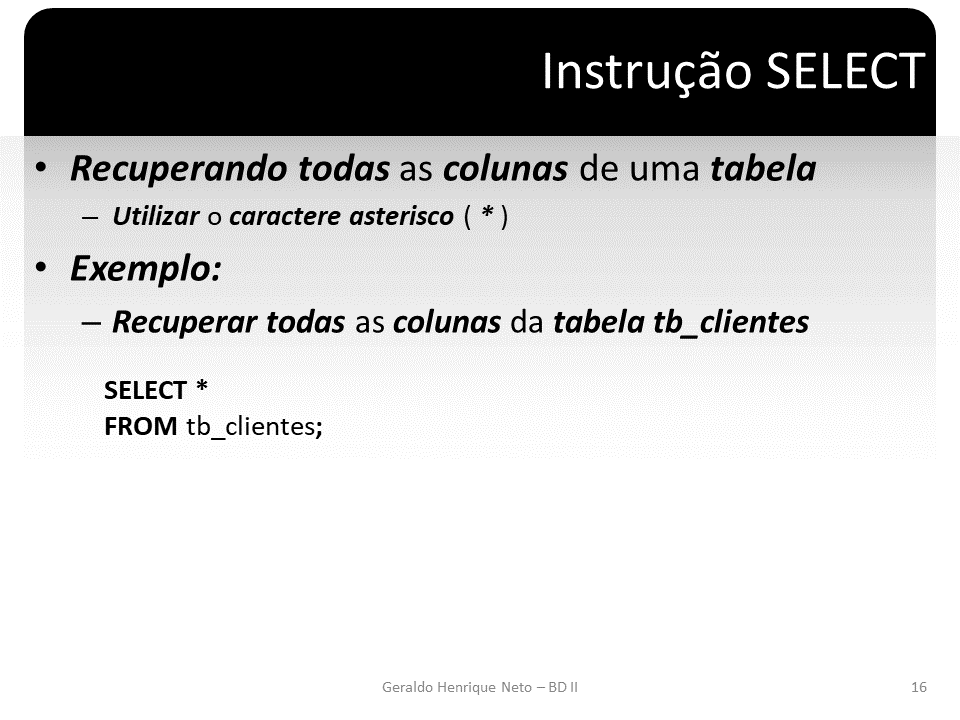 Instrução SELECT
• Recuperando todas as colunas de uma tabela
– Utilizar o caractere asterisco ( * )
• Exemplo:
– Recuperar todas as colunas da tabela tb_clientes
SELECT *
FROM tb_clientes;
Geraldo Henrique Neto – BD II
16